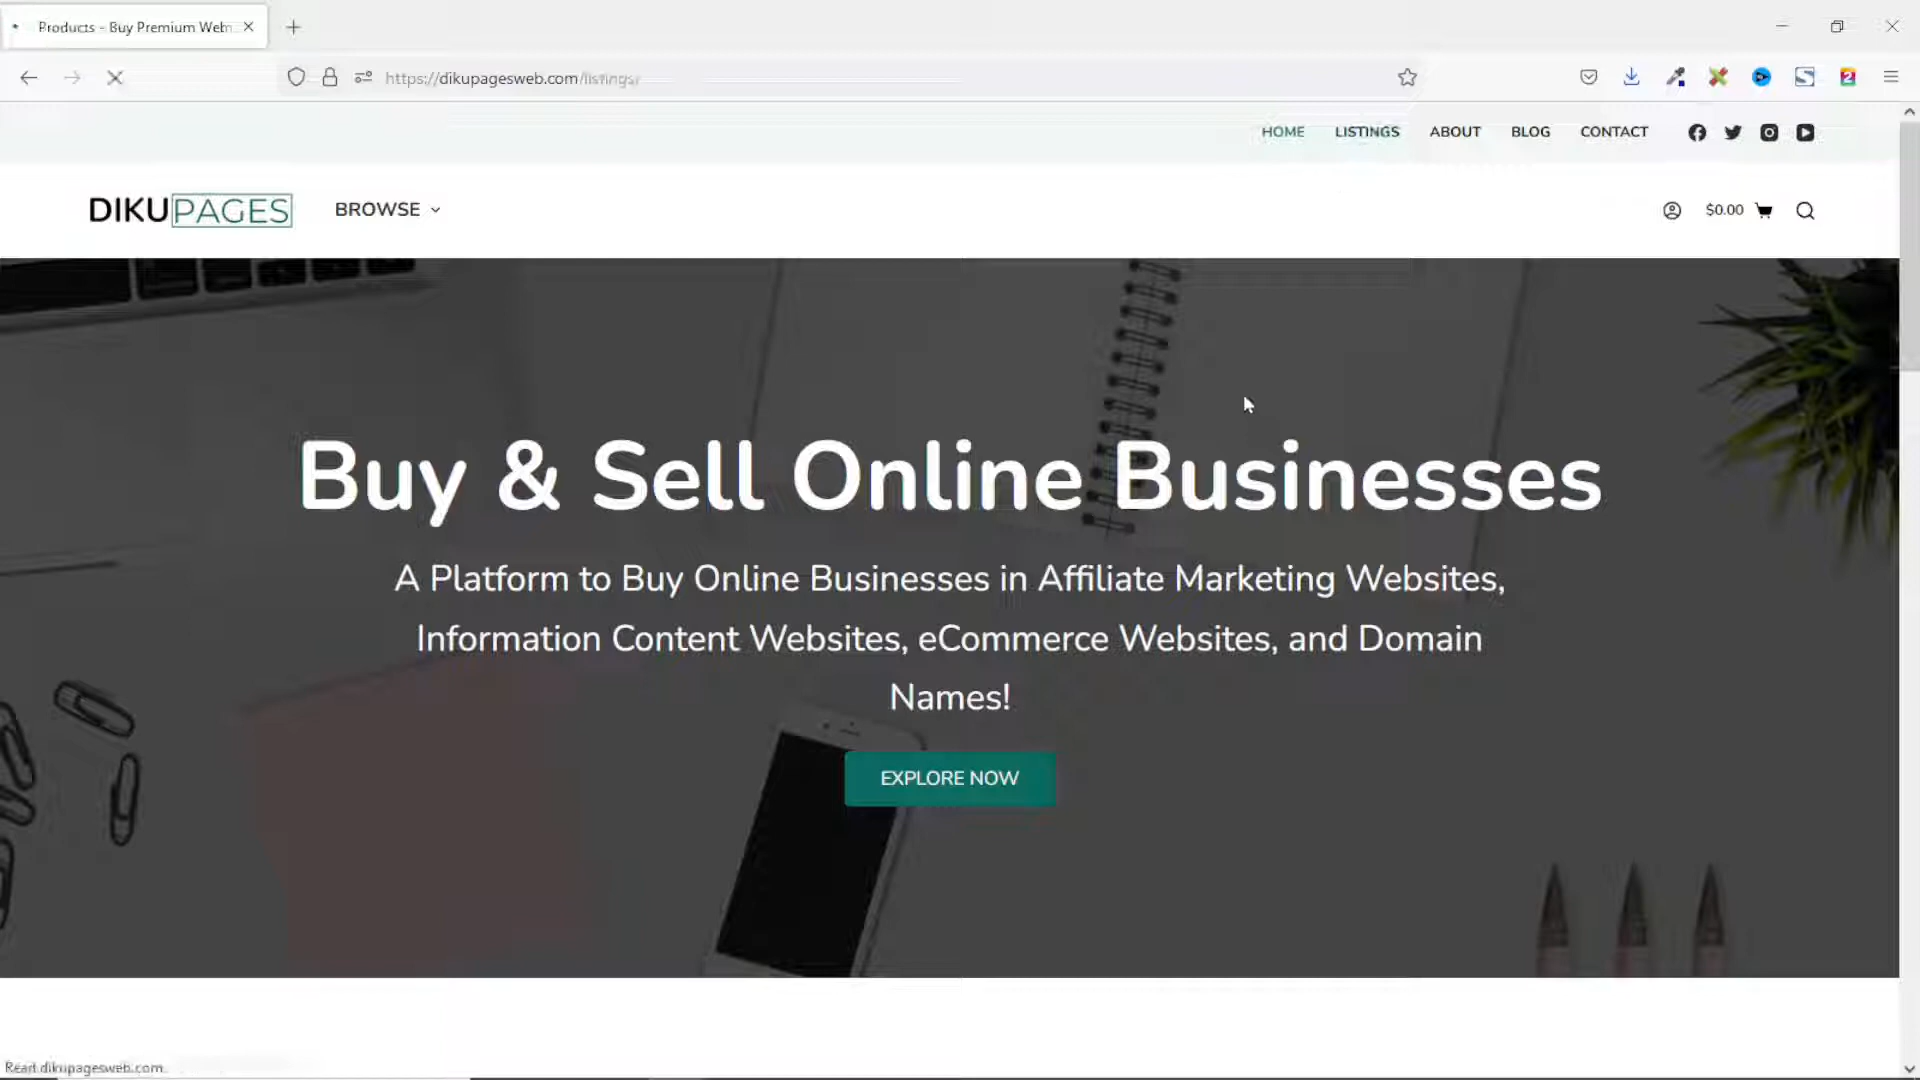 Products - Buy Premium Web
https://dikupagesweb.com/listings/
HOME LISTINGS ABOUT BLOG CONTACT
DIKUPAGES BROWSE $0.00
Buy & Sell Online Businesses
A Platform to Buy Online Businesses in Affiliate Marketing Websites,
Information Content Websites, eCommerce Websites, and Domain
Names!
EXPLORE NOW
Read dikupagesweb.com